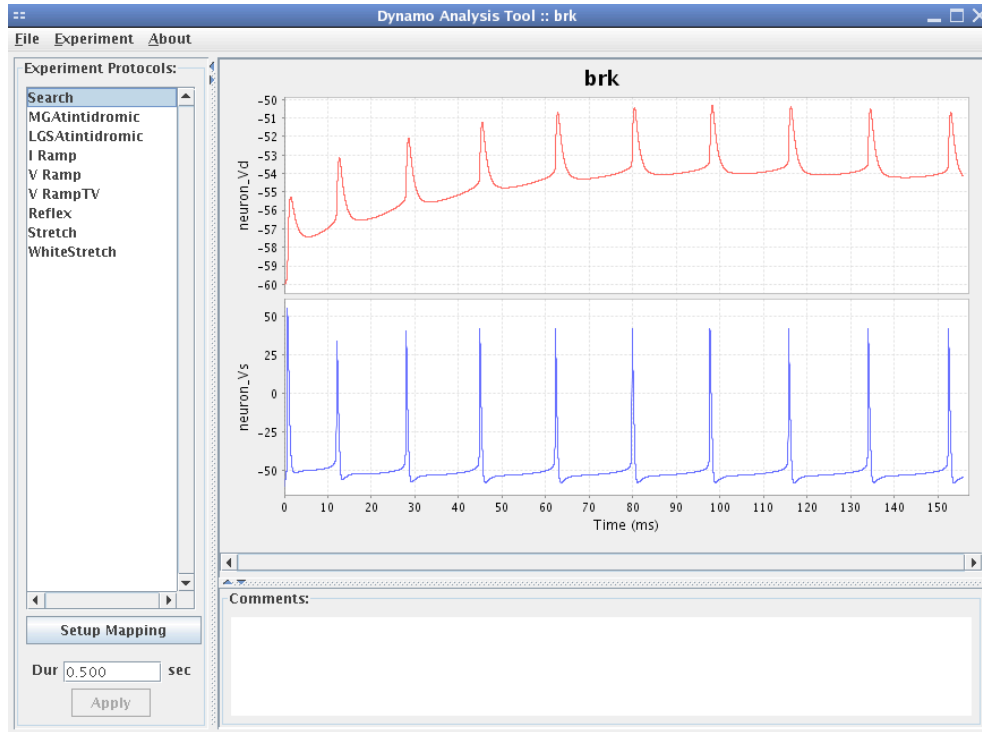 Dynamo Analysis Tool :: brk
File Experiment About
Experiment Protocols:
Search
MGAtintidromic
LGSAtintidromic
I Ramp
V Ramp
V RampTV
Reflex
Stretch
WhiteStretch
Setup Mapping
Dur 0.500 sec
Apply
brk
neuron_Vd
-50
-51
-52
-53
-54
-55
-56
-57
-58
-59
-60
neuron_Vs
50
25
0
-25
-50
0 10 20 30 40 50 60 70 80 90 100 110 120 130 140 150
Time (ms)
Comments: